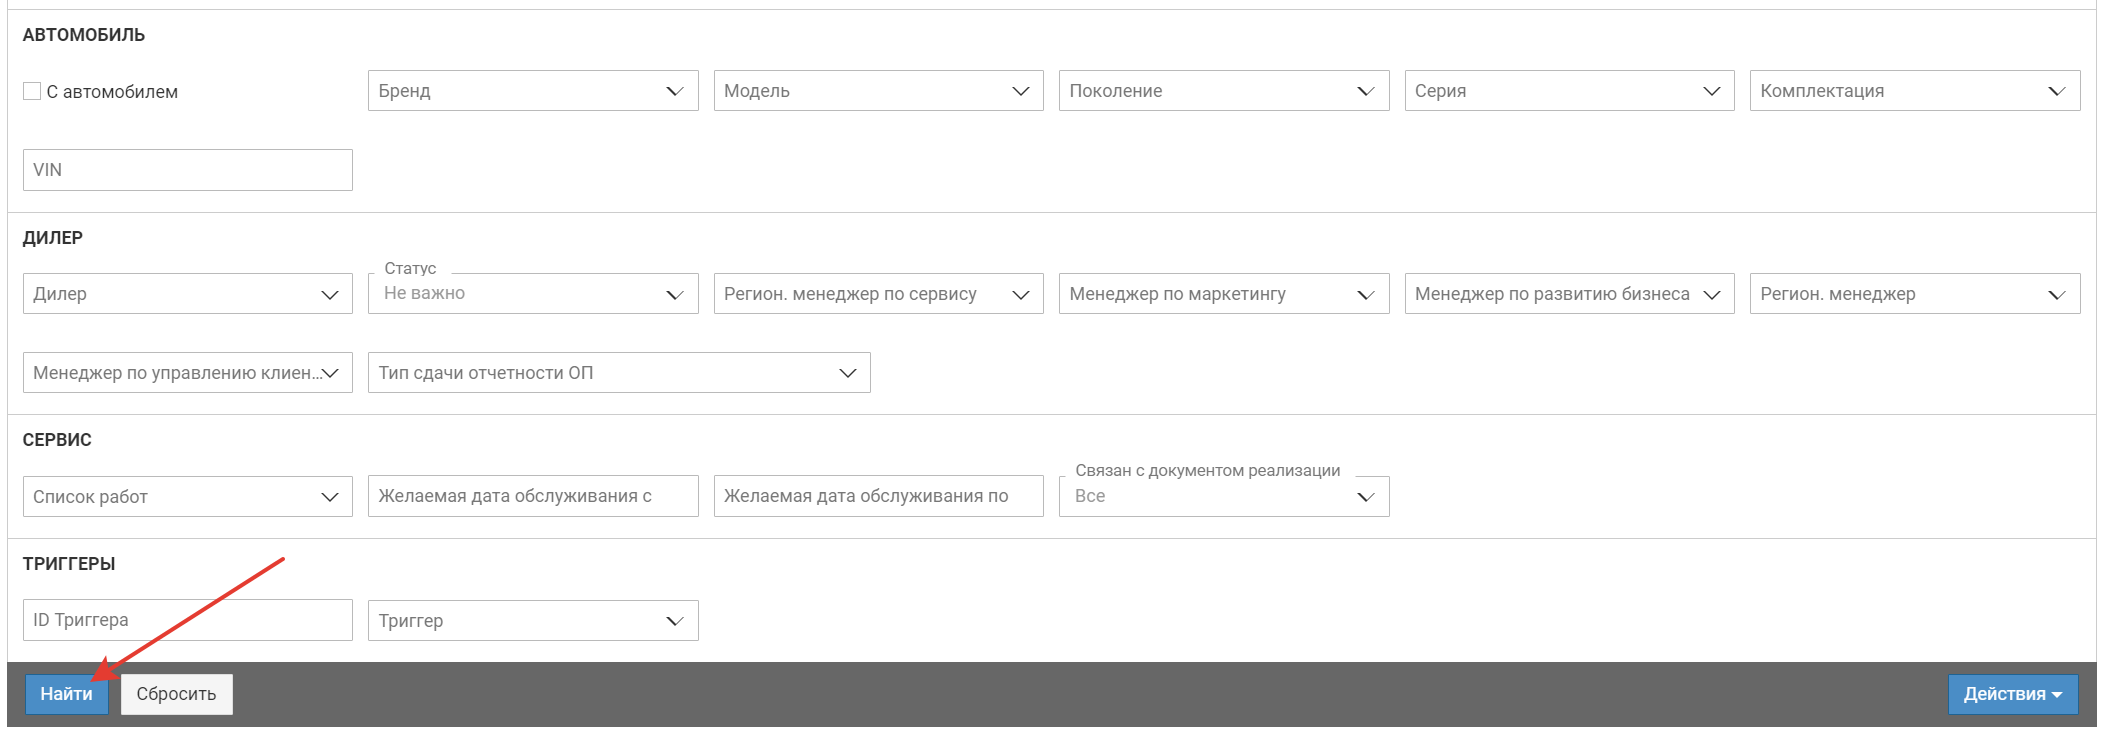 АВТОМОБИЛЬ
С автомобилем
Бренд
Модель
Поколение
Серия
Комплектация
VIN
ДИЛЕР
Дилер
Статус
Не важно
Регион. менеджер по сервису
Менеджер по маркетингу
Менеджер по развитию бизнеса
Регион. менеджер
Менеджер по управлению клиен...
Тип сдачи отчетности ОП
СЕРВИС
Список работ
Желаемая дата обслуживания с
Желаемая дата обслуживания по
Связан с документом реализации
Все
ТРИГГЕРЫ
ID Триггера
Триггер
Найти
Сбросить
Действия